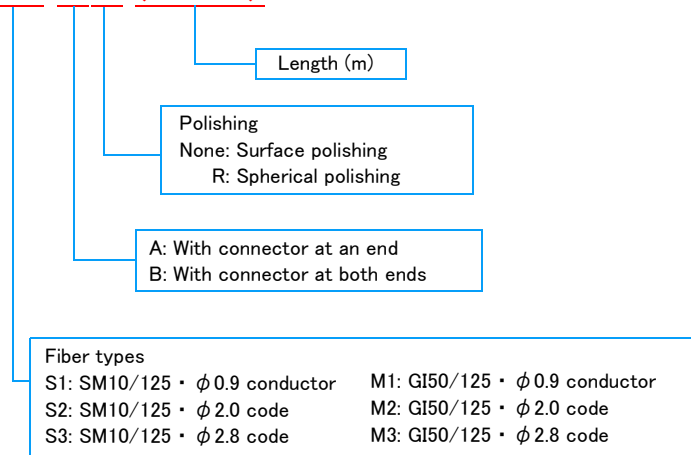 Length (m)
Polishing
None: Surface polishing
R: Spherical polishing
A: With connector at an end
B: With connector at both ends
Fiber types
S1: SM10/125・φ0.9 conductor M1: GI50/125・φ0.9 conductor
S2: SM10/125・φ2.0 code M2: GI50/125・φ2.0 code
S3: SM10/125・φ2.8 code M3: GI50/125・φ2.8 code